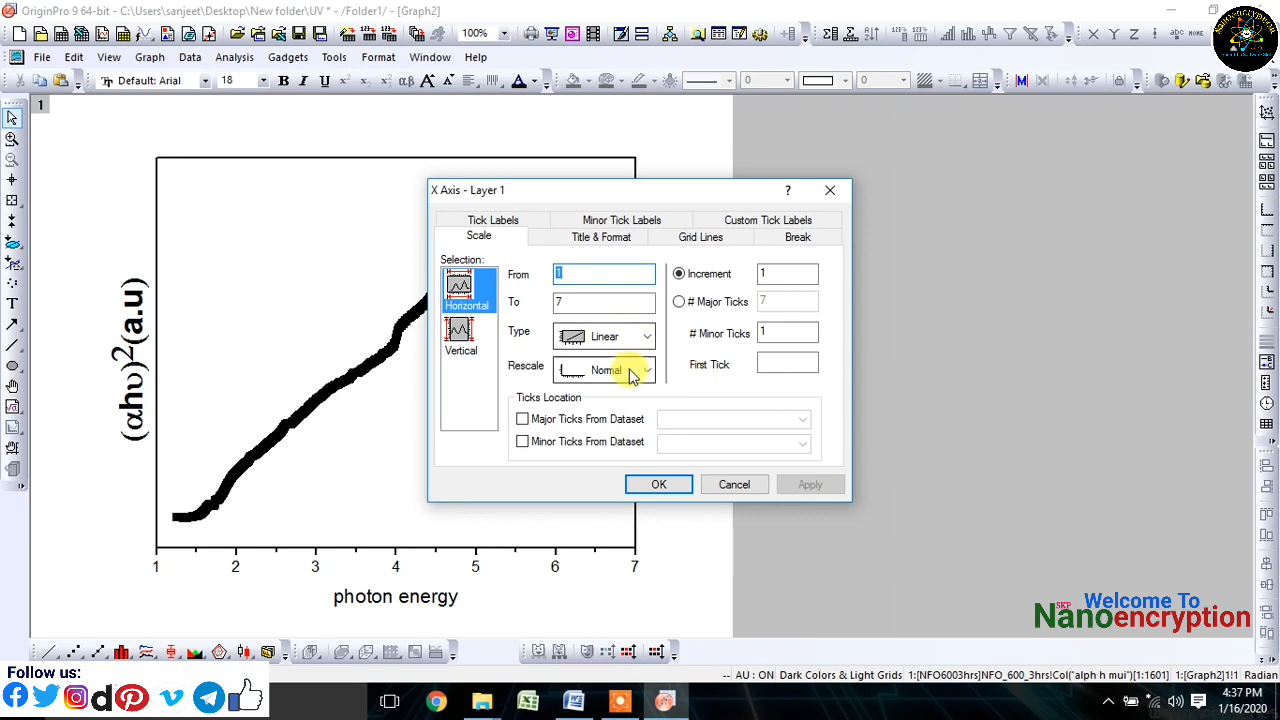 OriginPro 9 64-bit - C:\Users\sanjeet\Desktop\New folder\UV * - /Folder1/ - [Graph2]
100%
File Edit View Graph Data Analysis Gadgets Tools Format Window Help
Default: Arial 18 B I U αβ A A A 0 0
1
X Axis - Layer 1 ?
Tick Labels Minor Tick Labels Custom Tick Labels
Scale Title & Format Grid Lines Break
Selection:
Horizontal
Vertical
From 1
To 7
Type Linear
Rescale Normal
Increment 1
# Major Ticks 7
# Minor Ticks 1
First Tick
Ticks Location
Major Ticks From Dataset
Minor Ticks From Dataset
OK Cancel Apply
(αhυ)²(a.u)
1 2 3 4 5 6 7
photon energy
Welcome To
SKP Nanoencryption
Follow us:
-- AU : ON Dark Colors & Light Grids 1:[NFO6003hrs]NFO_600_3hrs!Col("alph h mui")[1:1601] 1:[Graph2]1!1 Radian
4:37 PM
1/16/2020